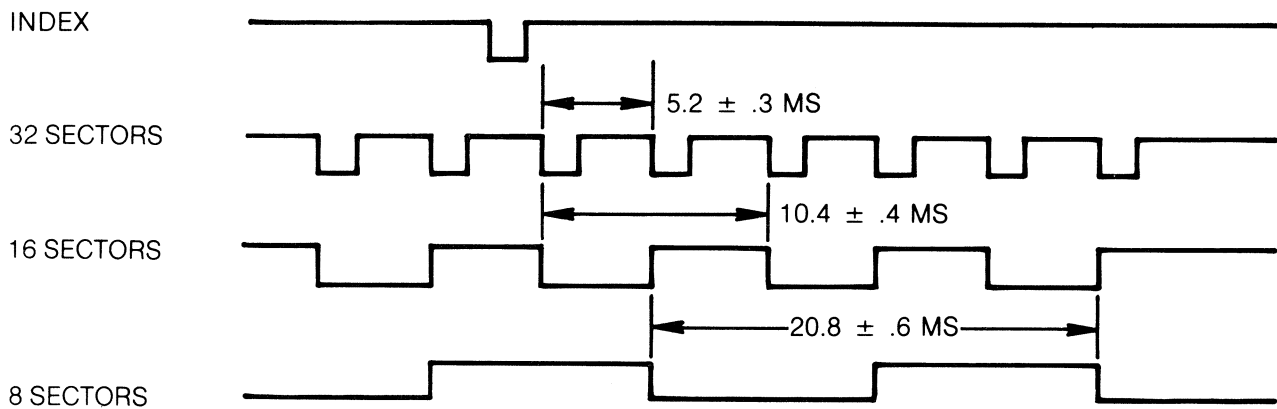 INDEX
5.2 ± .3 MS
32 SECTORS
10.4 ± .4 MS
16 SECTORS
20.8 ± .6 MS
8 SECTORS